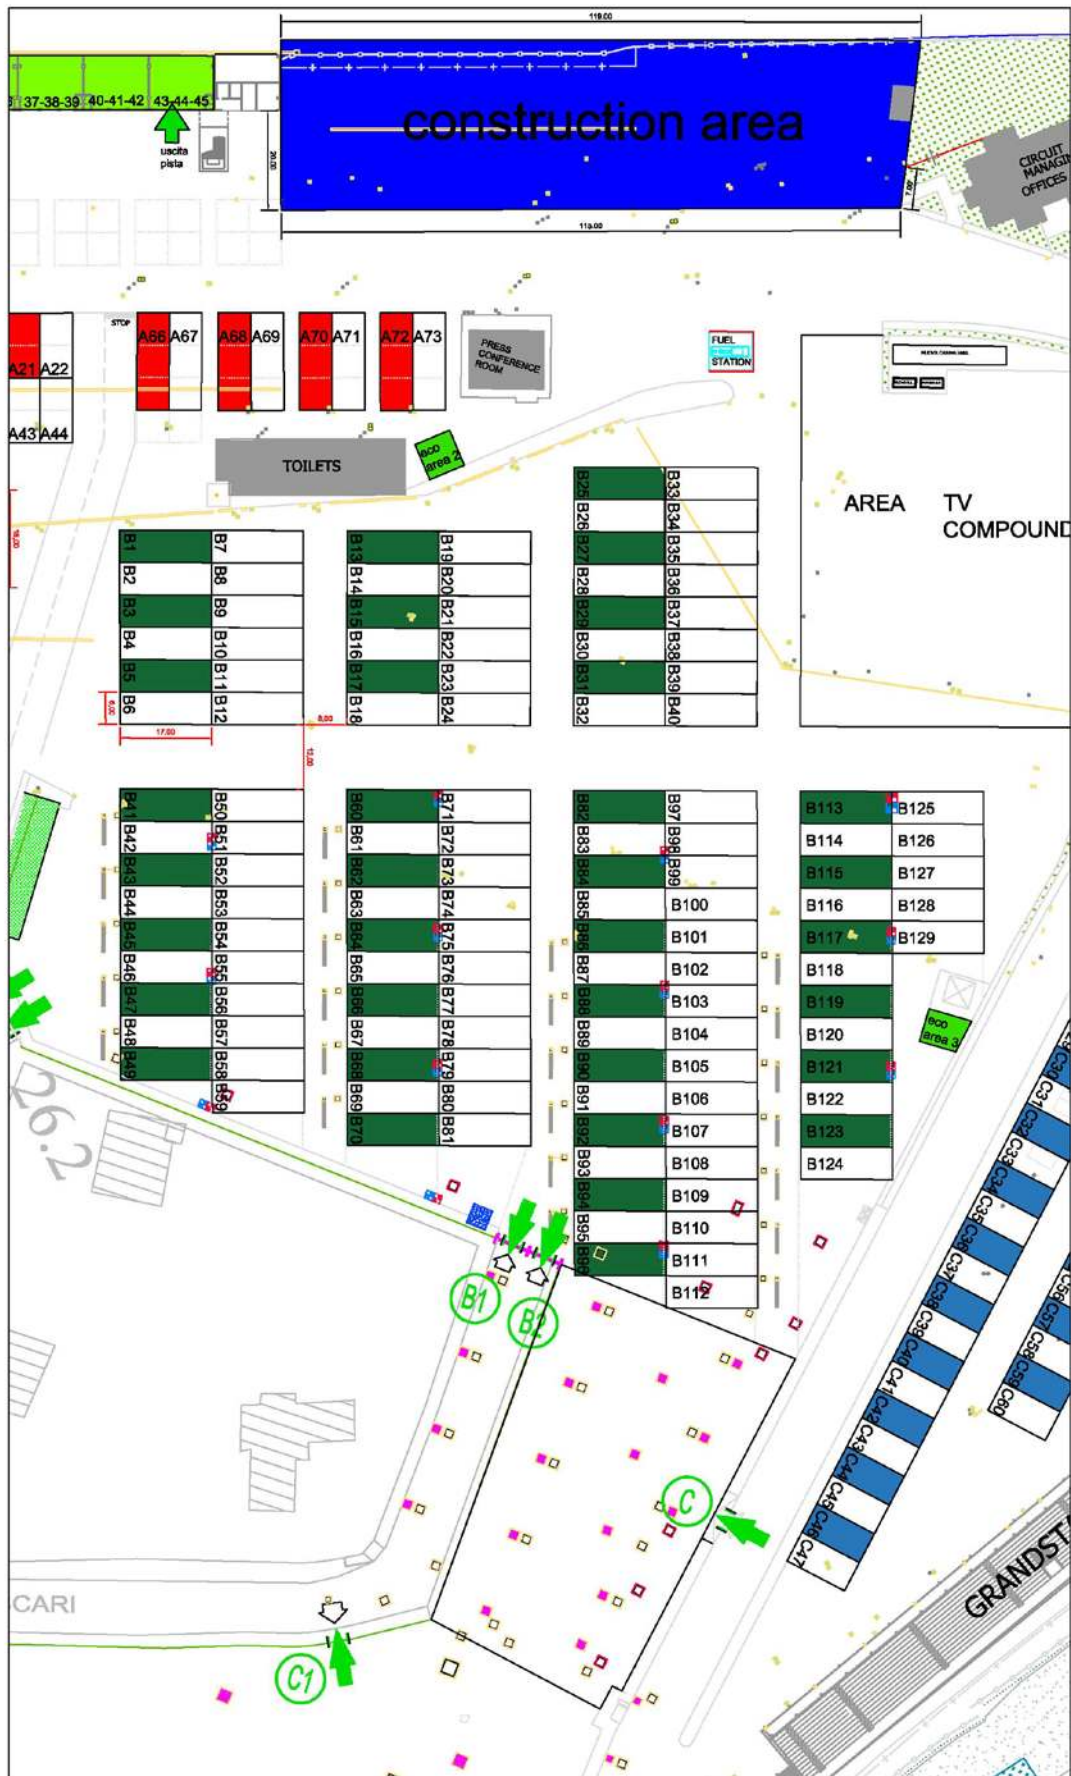 119.00
construction area
37-38-39
40-41-42
43-44-45
uscita
pista
20.00
7.00
CIRCUIT
MANAGIN
OFFICES
STOP
A66
A67
A68
A69
A70
A71
A72
A73
A21
A22
A43
A44
PRESS
CONFERENCE
ROOM
FUEL
STATION
TOILETS
eco
area 2
AREA TV
COMPOUND
B1
B2
B3
B4
B5
B6
B7
B8
B9
B10
B11
B12
B13
B14
B15
B16
B17
B18
B19
B20
B21
B22
B23
B24
B25
B26
B27
B28
B29
B30
B31
B32
B33
B34
B35
B36
B37
B38
B39
B40
6,00
17,00
8,00
B41
B42
B43
B44
B45
B46
B47
B48
B49
B50
B51
B52
B53
B54
B55
B56
B57
B58
B59
B60
B61
B62
B63
B84
B65
B66
B67
B68
B69
B70
B71
B72
B73
B74
B75
B76
B77
B78
B79
B80
B81
B82
B83
B84
B85
B86
B87
B88
B89
B90
B91
B92
B93
B94
B95
B96
B97
B98
B99
B100
B101
B102
B103
B104
B105
B106
B107
B108
B109
B110
B111
B112
B113
B114
B115
B116
B117
B118
B119
B120
B121
B122
B123
B124
B125
B126
B127
B128
B129
eco
area 3
26.2
C30
C31
C32
C33
C34
C35
C36
C37
C38
C39
C40
C41
C42
C43
C44
C45
C46
C47
C56
C57
C58
C59
C60
B1
B2
C
C1
CARI
GRANDSTA